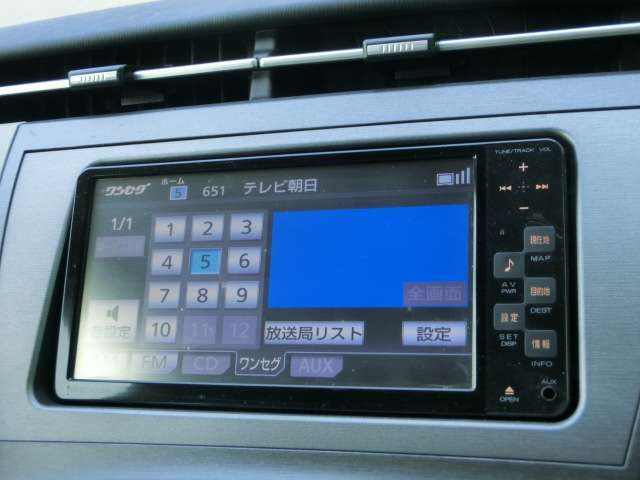 TUNE/TRACK VOL
ワンセグ ホーム 5 651 テレビ朝日
1/1
1 2 3
4 5 6
7 8 9
10 11 12
全画面
音設定 放送局リスト 設定
FM CD ワンセグ AUX
+
−
現在地
MAP
AV PWR
目的地
DEST
設定
SET DISP
情報
INFO
OPEN
AUX